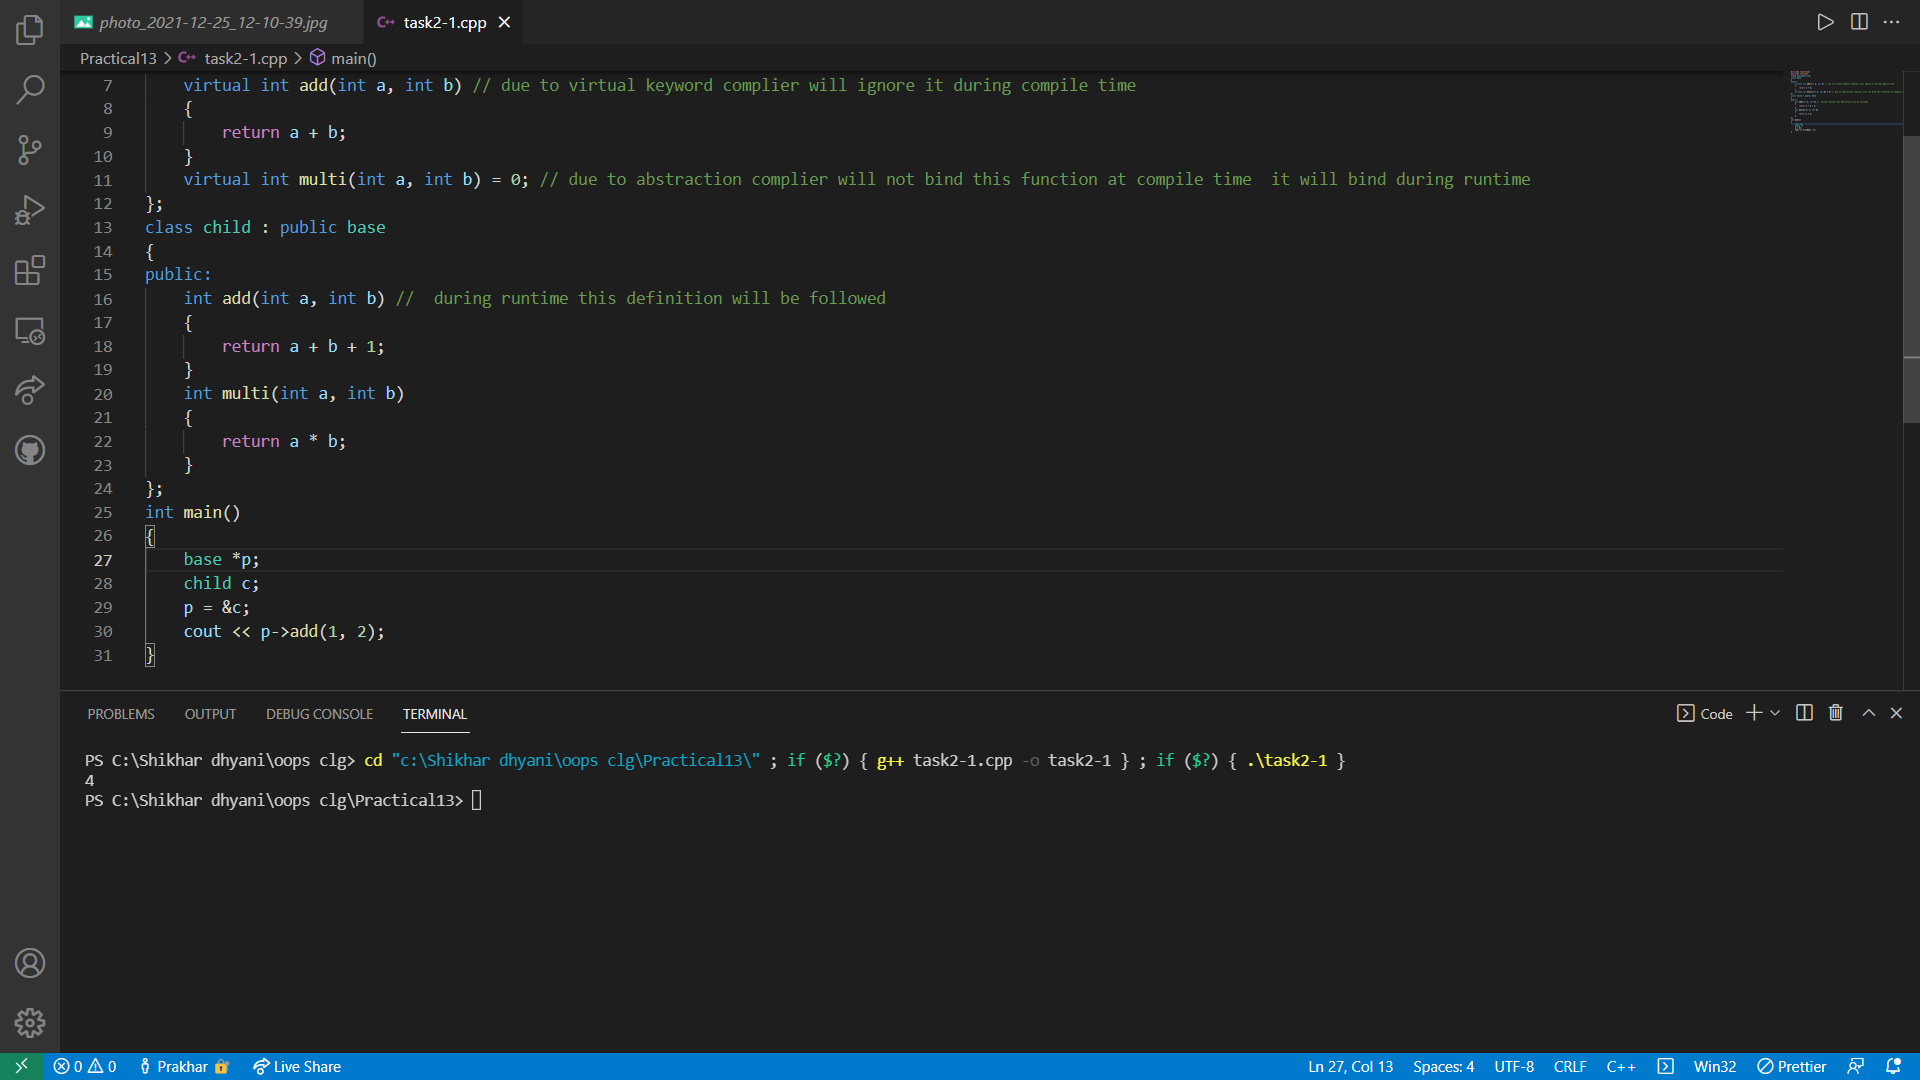 photo_2021-12-25_12-10-39.jpg
task2-1.cpp
Practical13 > task2-1.cpp > main()
7 virtual int add(int a, int b) // due to virtual keyword complier will ignore it during compile time
8 {
9 return a + b;
10 }
11 virtual int multi(int a, int b) = 0; // due to abstraction complier will not bind this function at compile time  it will bind during runtime
12 };
13 class child : public base
14 {
15 public:
16 int add(int a, int b) //  during runtime this definition will be followed
17 {
18 return a + b + 1;
19 }
20 int multi(int a, int b)
21 {
22 return a * b;
23 }
24 };
25 int main()
26 {
27 base *p;
28 child c;
29 p = &c;
30 cout << p->add(1, 2);
31 }
PROBLEMS OUTPUT DEBUG CONSOLE TERMINAL
Code
PS C:\Shikhar dhyani\oops clg> cd "c:\Shikhar dhyani\oops clg\Practical13\" ; if ($?) { g++ task2-1.cpp -o task2-1 } ; if ($?) { .\task2-1 }
4
PS C:\Shikhar dhyani\oops clg\Practical13>
0 0 Prakhar Live Share Ln 27, Col 13 Spaces: 4 UTF-8 CRLF C++ Win32 Prettier